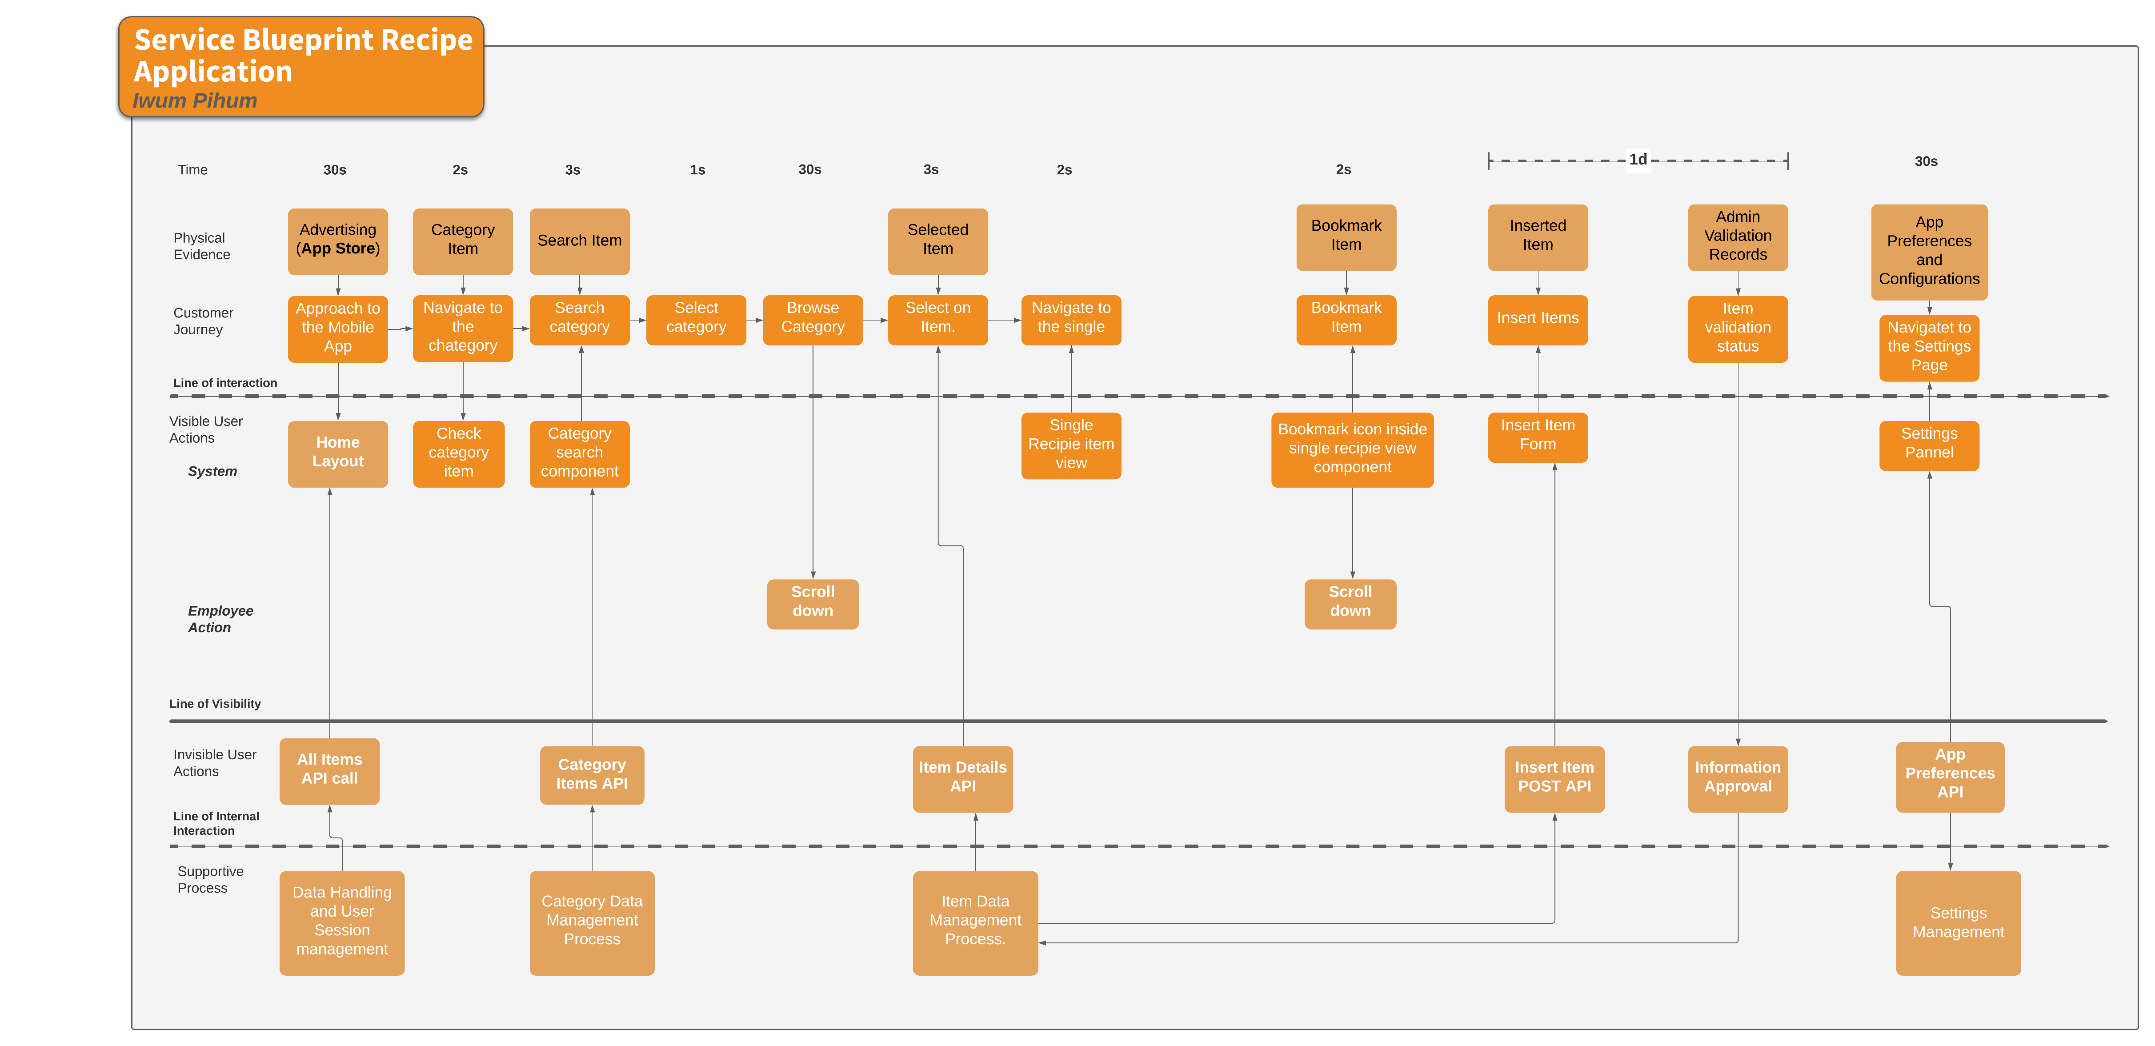 Service Blueprint Recipe
Application
Iwum Pihum
Time
30s
2s
3s
1s
30s
3s
2s
2s
1d
30s
Physical
Evidence
Advertising
(App Store)
Category
Item
Search Item
Selected
Item
Bookmark
Item
Inserted
Item
Admin
Validation
Records
App
Preferences
and
Configurations
Customer
Journey
Approach to
the Mobile
App
Navigate to
the
chategory
Search
category
Select
category
Browse
Category
Select on
Item.
Navigate to
the single
Bookmark
Item
Insert Items
Item
validation
status
Navigatet to
the Settings
Page
Line of interaction
Visible User
Actions
System
Home
Layout
Check
category
item
Category
search
component
Single
Recipie item
view
Bookmark icon inside
single recipie view
component
Insert Item
Form
Settings
Pannel
Employee
Action
Scroll
down
Scroll
down
Line of Visibility
Invisible User
Actions
All Items
API call
Category
Items API
Item Details
API
Insert Item
POST API
Information
Approval
App
Preferences
API
Line of Internal
Interaction
Supportive
Process
Data Handling
and User
Session
management
Category Data
Management
Process
Item Data
Management
Process.
Settings
Management